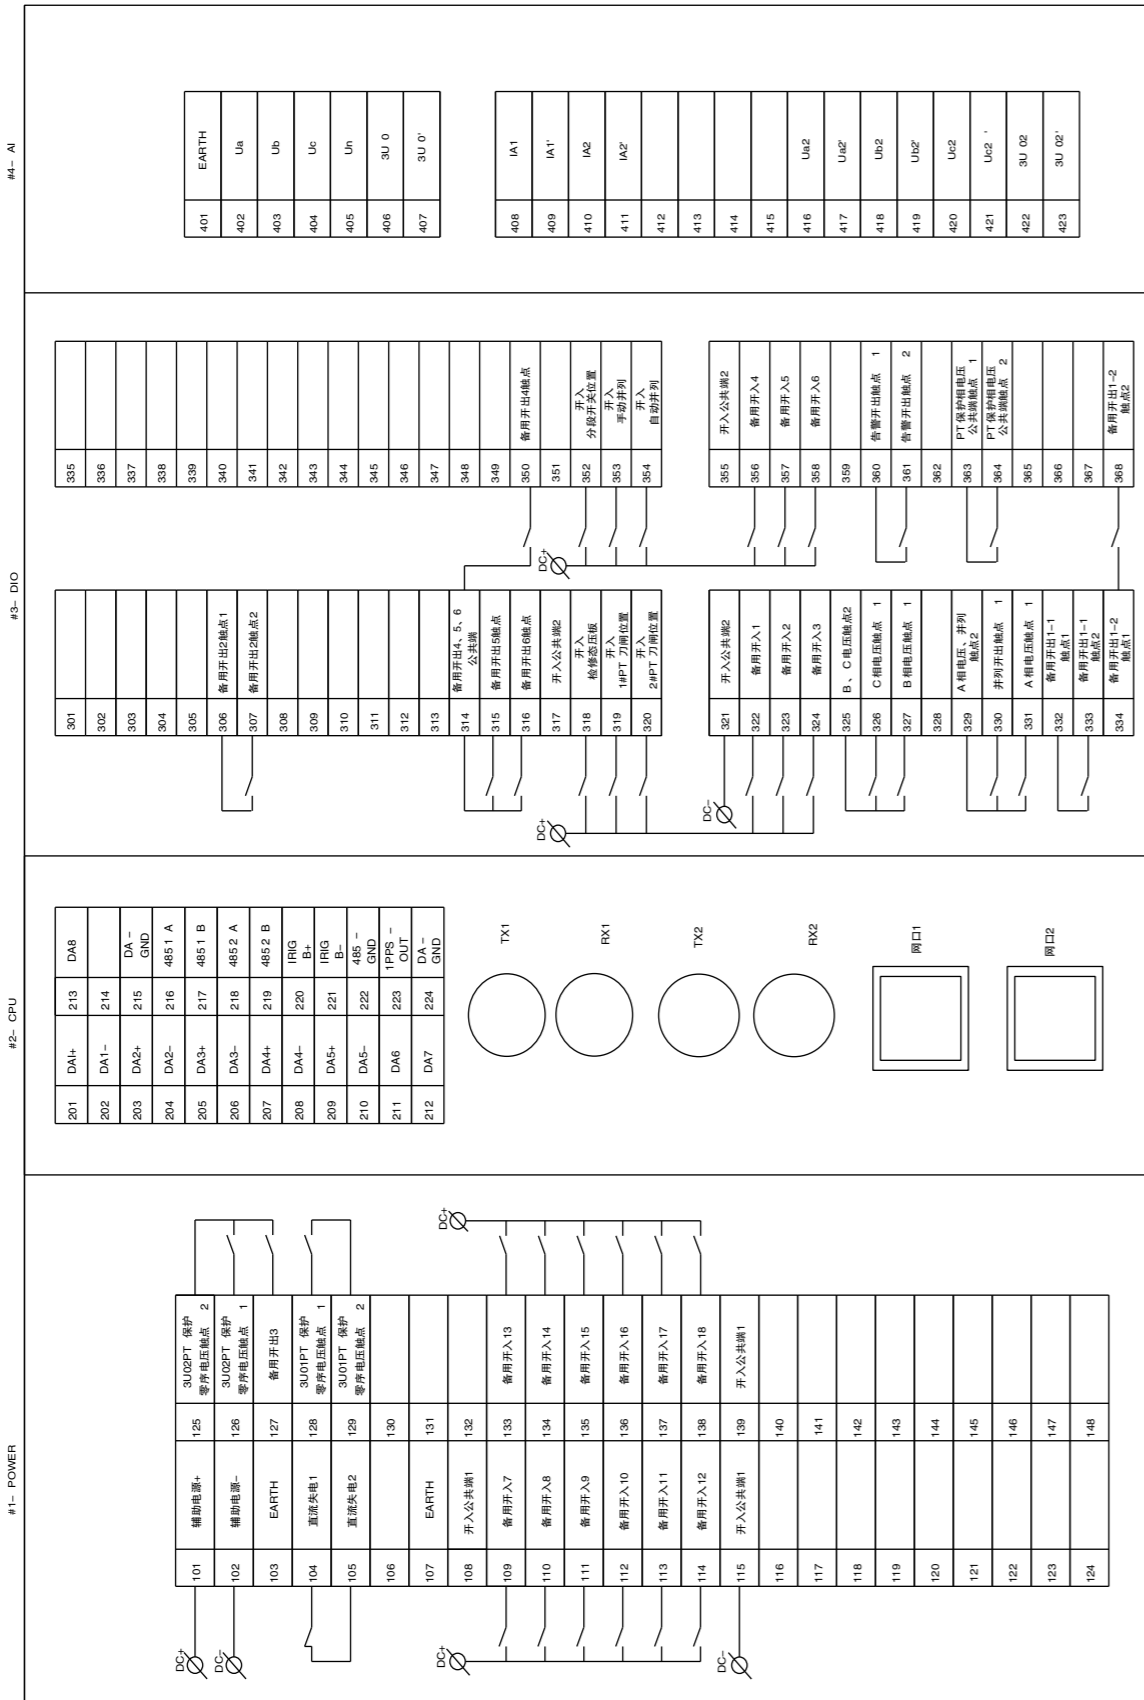 #1– POWER
101 辅助电源+ 125 3U02PT 保护
零序电压触点 2
102 辅助电源– 126 3U02PT 保护
零序电压触点 1
103 EARTH 127 备用开出3
104 直流失电1 128 3U01PT 保护
零序电压触点 1
105 直流失电2 129 3U01PT 保护
零序电压触点 2
106 130
107 EARTH 131
108 开入公共端1 132
109 备用开入7 133 备用开入13
110 备用开入8 134 备用开入14
111 备用开入9 135 备用开入15
112 备用开入10 136 备用开入16
113 备用开入11 137 备用开入17
114 备用开入12 138 备用开入18
115 开入公共端1 139 开入公共端1
116 140
117 141
118 142
119 143
120 144
121 145
122 146
123 147
124 148
DC+
DC–
DC+
DC–
DC+
#2– CPU
201 DAI+ 213 DA8
202 DA1– 214
203 DA2+ 215 DA –
GND
204 DA2– 216 485 1 A
205 DA3+ 217 485 1 B
206 DA3– 218 485 2 A
207 DA4+ 219 485 2 B
208 DA4– 220 IRIG
B+
209 DA5+ 221 IRIG
B–
210 DA5– 222 485 –
GND
211 DA6 223 1PPS –
OUT
212 DA7 224 DA –
GND
TX1
RX1
TX2
RX2
网口1
网口2
#3– DIO
301
302
303
304
305
306 备用开出2触点1
307 备用开出2触点2
308
309
310
311
312
313
314 备用开出4、5、6
公共端
315 备用开出5触点
316 备用开出6触点
317 开入公共端2
318 开入
检修态压板
319 开入
1#PT 刀闸位置
320 开入
2#PT 刀闸位置
DC+
321 开入公共端2
322 备用开入1
323 备用开入2
324 备用开入3
325 B、C电压触点2
326 C相电压触点 1
327 B相电压触点 1
328
329 A相电压、并列
触点2
330 并列开出触点 1
331 A相电压触点 1
332 备用开出1–1
触点1
333 备用开出1–1
触点2
334 备用开出1–2
触点1
DC–
335
336
337
338
339
340
341
342
343
344
345
346
347
348
349
350 备用开出4触点
351
352 开入
分段开关位置
353 开入
手动并列
354 开入
自动并列
DC+
355 开入公共端2
356 备用开入4
357 备用开入5
358 备用开入6
359
360 告警开出触点 1
361 告警开出触点 2
362
363 PT保护相电压
公共端触点 1
364 PT保护相电压
公共端触点 2
365
366
367
368 备用开出1–2
触点2
#4– AI
401 EARTH
402 Ua
403 Ub
404 Uc
405 Un
406 3U 0
407 3U 0'
408 IA1
409 IA1'
410 IA2
411 IA2'
412
413
414
415
416 Ua2
417 Ua2'
418 Ub2
419 Ub2'
420 Uc2
421 Uc2 '
422 3U 02
423 3U 02'